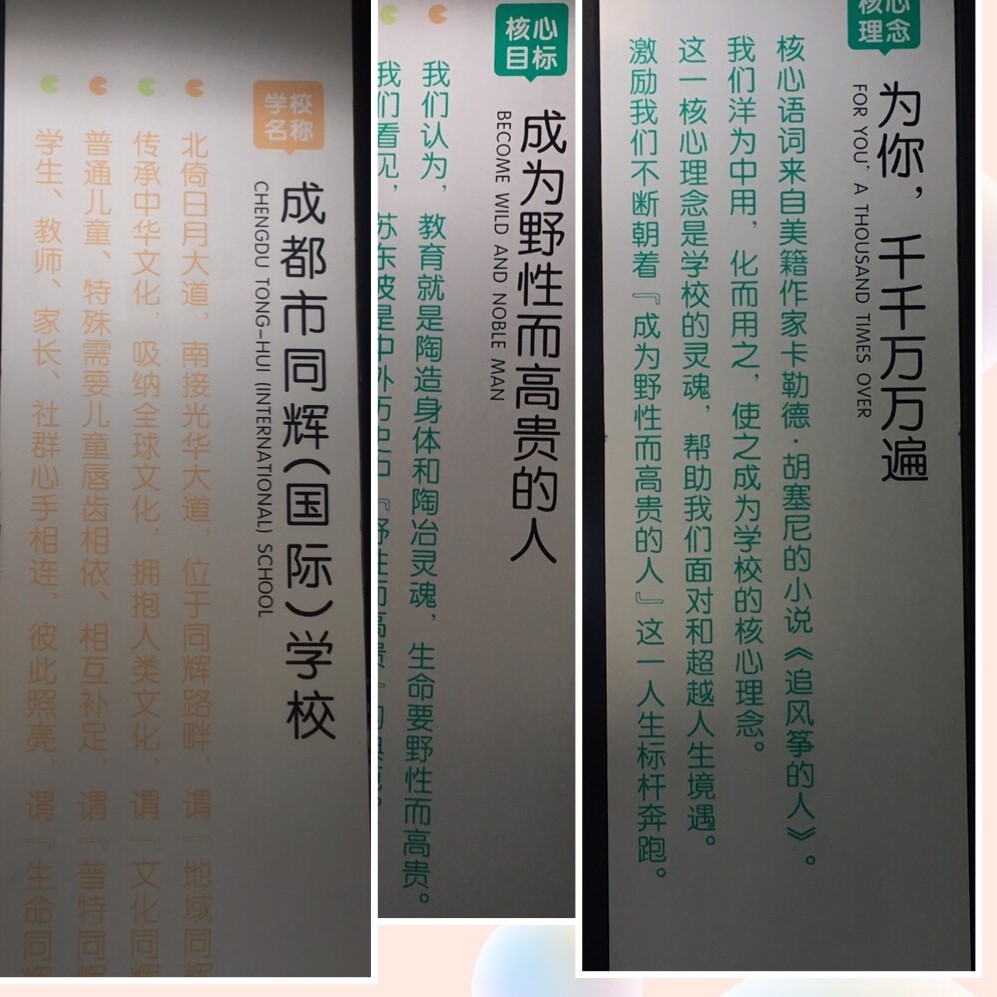 学校
名称
成都市同辉(国际)学校
CHENGDU TONG-HUI (INTERNATIONAL) SCHOOL
北倚日月大道，南接光华大道，位于同辉路畔，谓『地域同辉
传承中华文化，吸纳全球文化，拥抱人类文化，谓『文化同辉
普通儿童、特殊需要儿童唇齿相依、相互补足，谓『普特同辉
学生、教师、家长、社群心手相连，彼此照亮，谓『生命同辉
核心
目标
成为野性而高贵的人
BECOME WILD AND NOBLE MAN
我们认为，教育就是陶造身体和陶冶灵魂，生命要野性而高贵。
我们看见，苏东坡是中外历史『野性而高贵』的
核心
理念
为你，千千万万遍
FOR YOU，A THOUSAND TIMES OVER
核心语词来自美籍作家卡勒德·胡塞尼的小说《追风筝的人》。
我们洋为中用，化而用之，使之成为学校的核心理念。
这一核心理念是学校的灵魂，帮助我们面对和超越人生境遇。
激励我们不断朝着『成为野性而高贵的人』这一人生标杆奔跑。